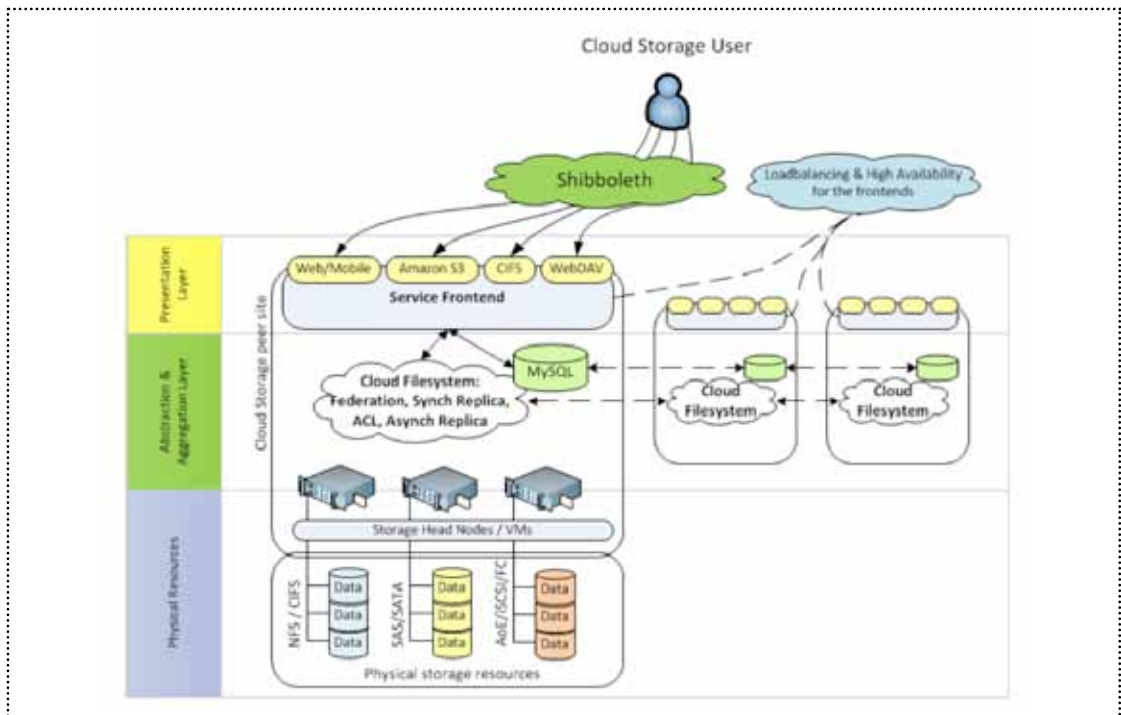 Cloud Storage User
Shibboleth
Loadbalancing & High Availability
for the frontends
Presentation
Layer
Web/Mobile
Amazon S3
CIFS
WebDAV
Service Frontend
Cloud Storage peer site
Abstraction &
Aggregation Layer
MySQL
Cloud Filesystem:
Federation, Synch Replica,
ACL, Asynch Replica
Cloud
Filesystem
Cloud
Filesystem
Physical Resources
Storage Head Nodes / VMs
NFS / CIFS
Data
Data
Data
SAS/SATA
Data
Data
Data
AoE/iSCSI/FC
Data
Data
Data
Physical storage resources